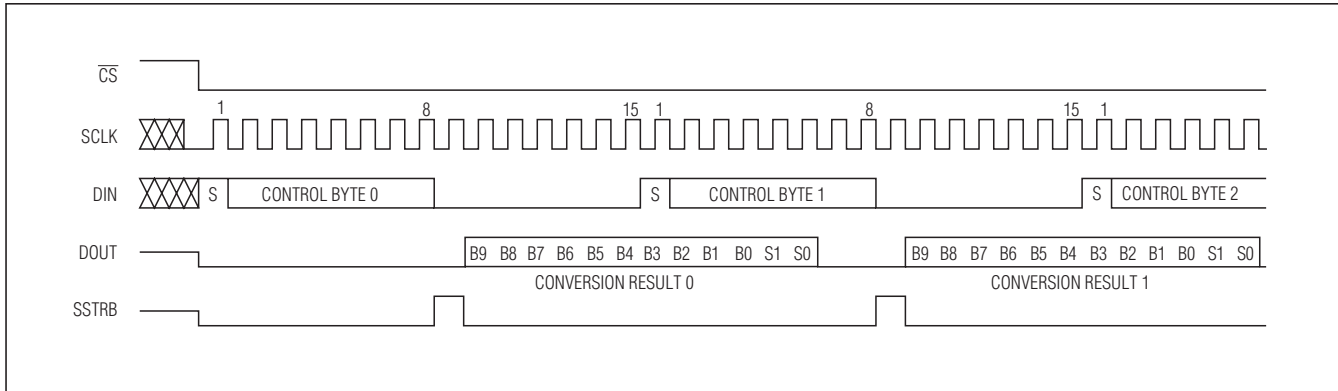 CS
1 8 15 1 8 15 1
SCLK
DIN S CONTROL BYTE 0 S CONTROL BYTE 1 S CONTROL BYTE 2
DOUT B9 B8 B7 B6 B5 B4 B3 B2 B1 B0 S1 S0 B9 B8 B7 B6 B5 B4 B3 B2 B1 B0 S1 S0
CONVERSION RESULT 0 CONVERSION RESULT 1
SSTRB